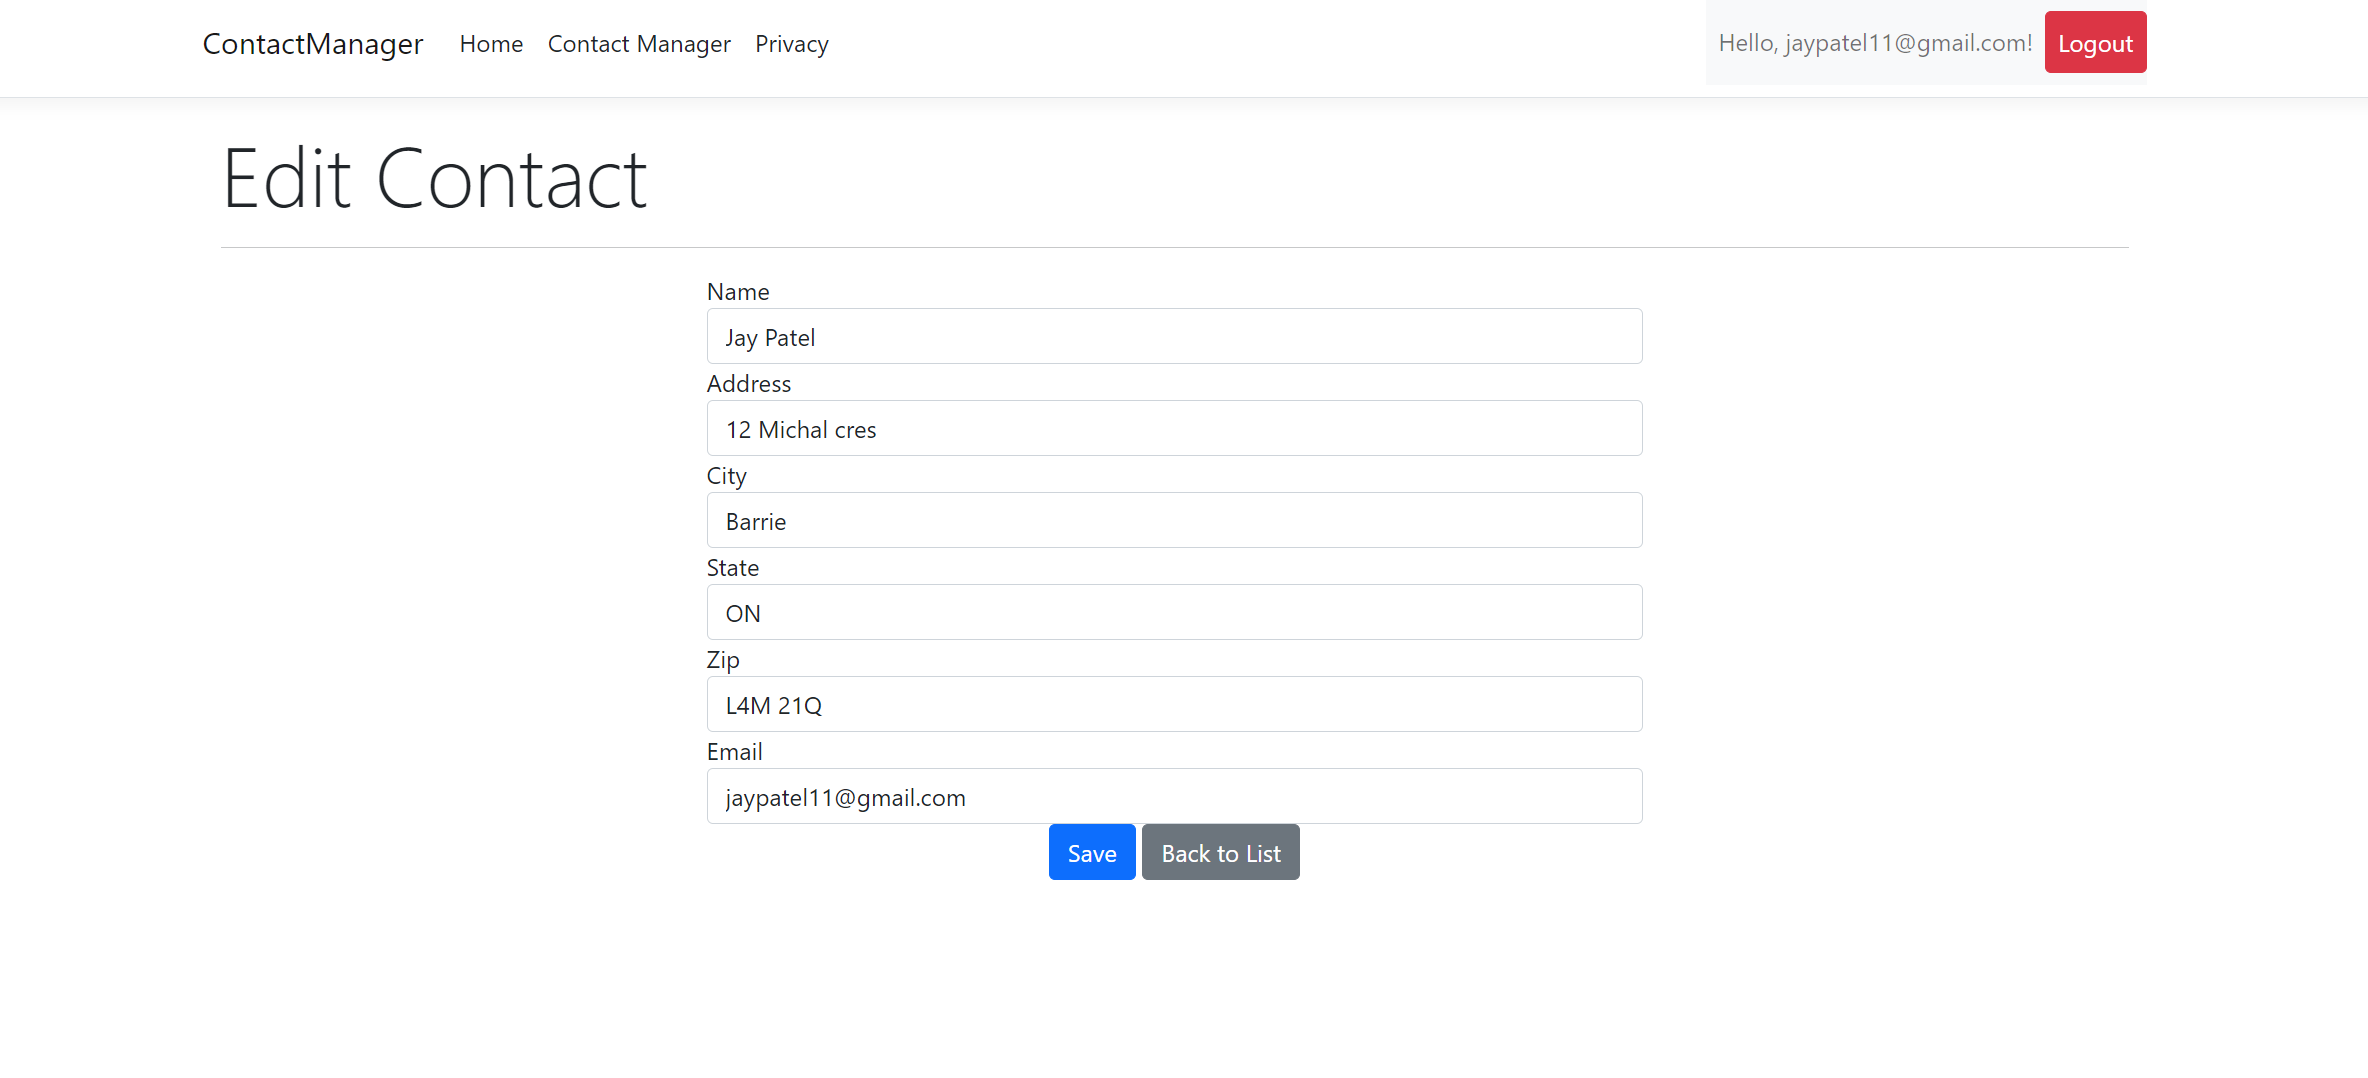 ContactManager Home Contact Manager Privacy Hello, jaypatel11@gmail.com! Logout
Edit Contact
Name
Jay Patel
Address
12 Michal cres
City
Barrie
State
ON
Zip
L4M 21Q
Email
jaypatel11@gmail.com
Save Back to List